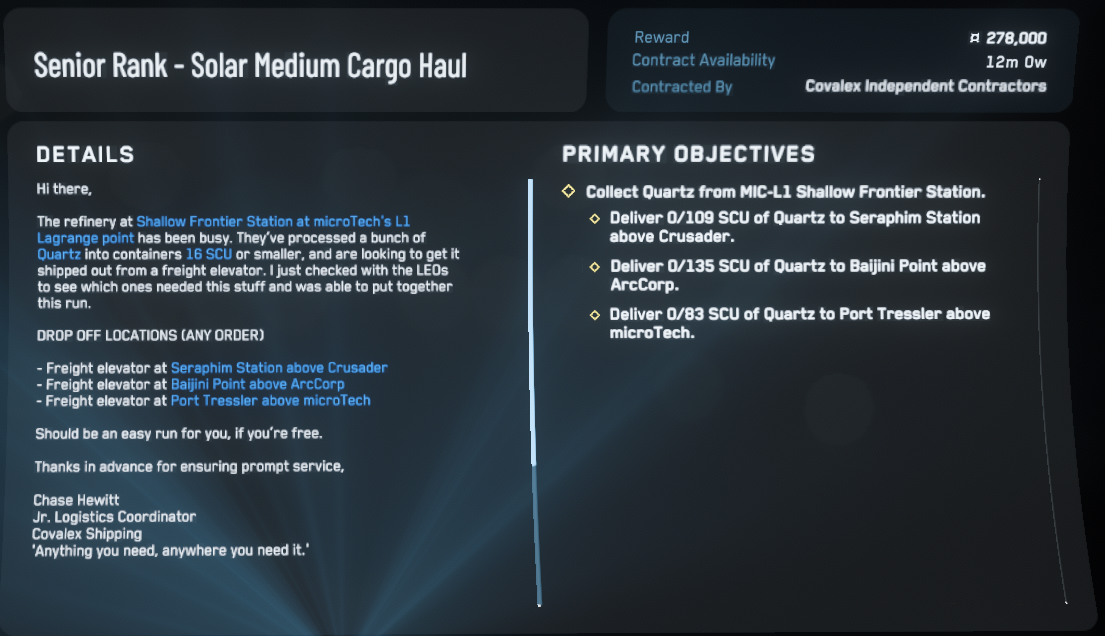 Senior Rank - Solar Medium Cargo Haul
Reward ¤ 278,000
Contract Availability 12m 0w
Contracted By Covalex Independent Contractors
DETAILS
Hi there,
The refinery at Shallow Frontier Station at microTech's L1
Lagrange point has been busy. They've processed a bunch of
Quartz into containers 16 SCU or smaller, and are looking to get it
shipped out from a freight elevator. I just checked with the LEOs
to see which ones needed this stuff and was able to put together
this run.
DROP OFF LOCATIONS (ANY ORDER)
- Freight elevator at Seraphim Station above Crusader
- Freight elevator at Baijini Point above ArcCorp
- Freight elevator at Port Tressler above microTech
Should be an easy run for you, if you're free.
Thanks in advance for ensuring prompt service,
Chase Hewitt
Jr. Logistics Coordinator
Covalex Shipping
'Anything you need, anywhere you need it.'
PRIMARY OBJECTIVES
Collect Quartz from MIC-L1 Shallow Frontier Station.
Deliver 0/109 SCU of Quartz to Seraphim Station
above Crusader.
Deliver 0/135 SCU of Quartz to Baijini Point above
ArcCorp.
Deliver 0/83 SCU of Quartz to Port Tressler above
microTech.